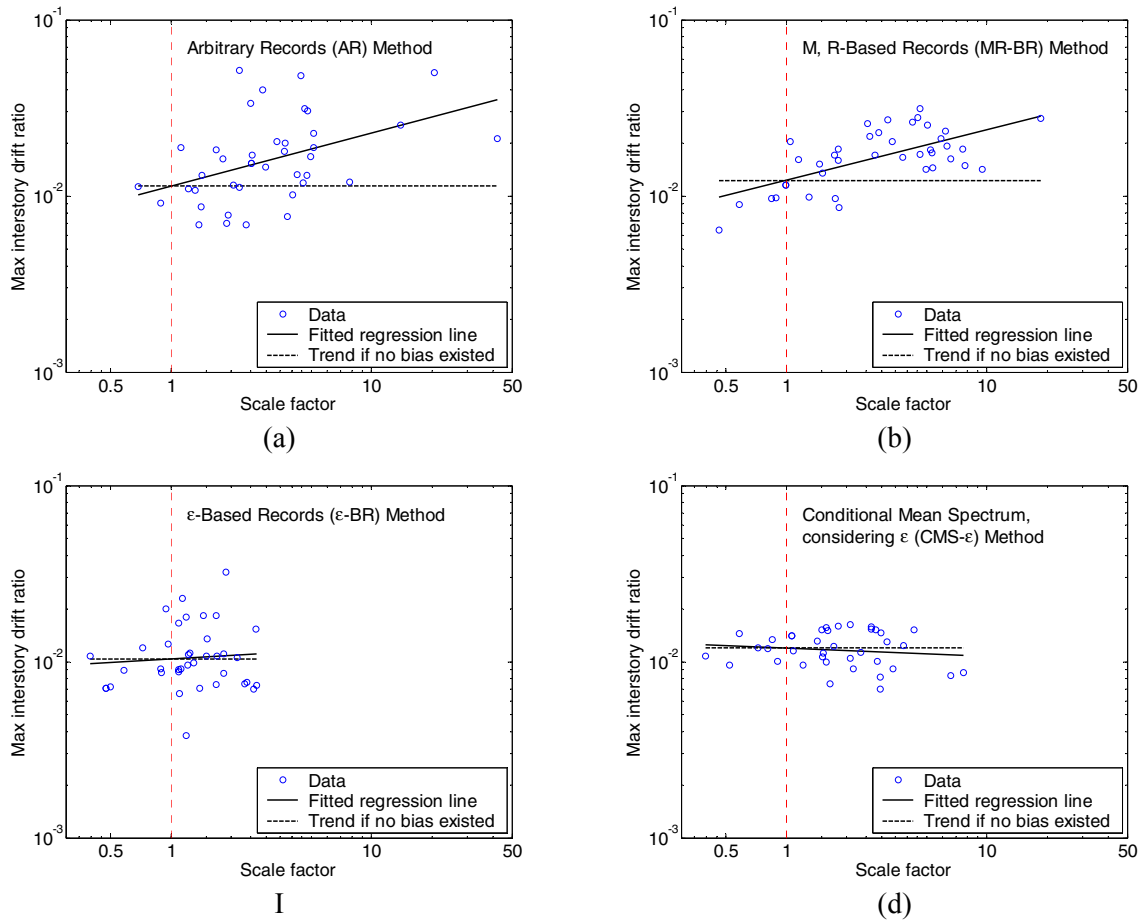 Arbitrary Records (AR) Method
10-1
10-2
10-3
Max interstory drift ratio
Data
Fitted regression line
Trend if no bias existed
0.5 1 10 50
Scale factor
(a)
M, R-Based Records (MR-BR) Method
10-1
10-2
10-3
Max interstory drift ratio
Data
Fitted regression line
Trend if no bias existed
0.5 1 10 50
Scale factor
(b)
ε-Based Records (ε-BR) Method
10-1
10-2
10-3
Max interstory drift ratio
Data
Fitted regression line
Trend if no bias existed
0.5 1 10 50
Scale factor
I
Conditional Mean Spectrum,
considering ε (CMS-ε) Method
10-1
10-2
10-3
Max interstory drift ratio
Data
Fitted regression line
Trend if no bias existed
0.5 1 10 50
Scale factor
(d)